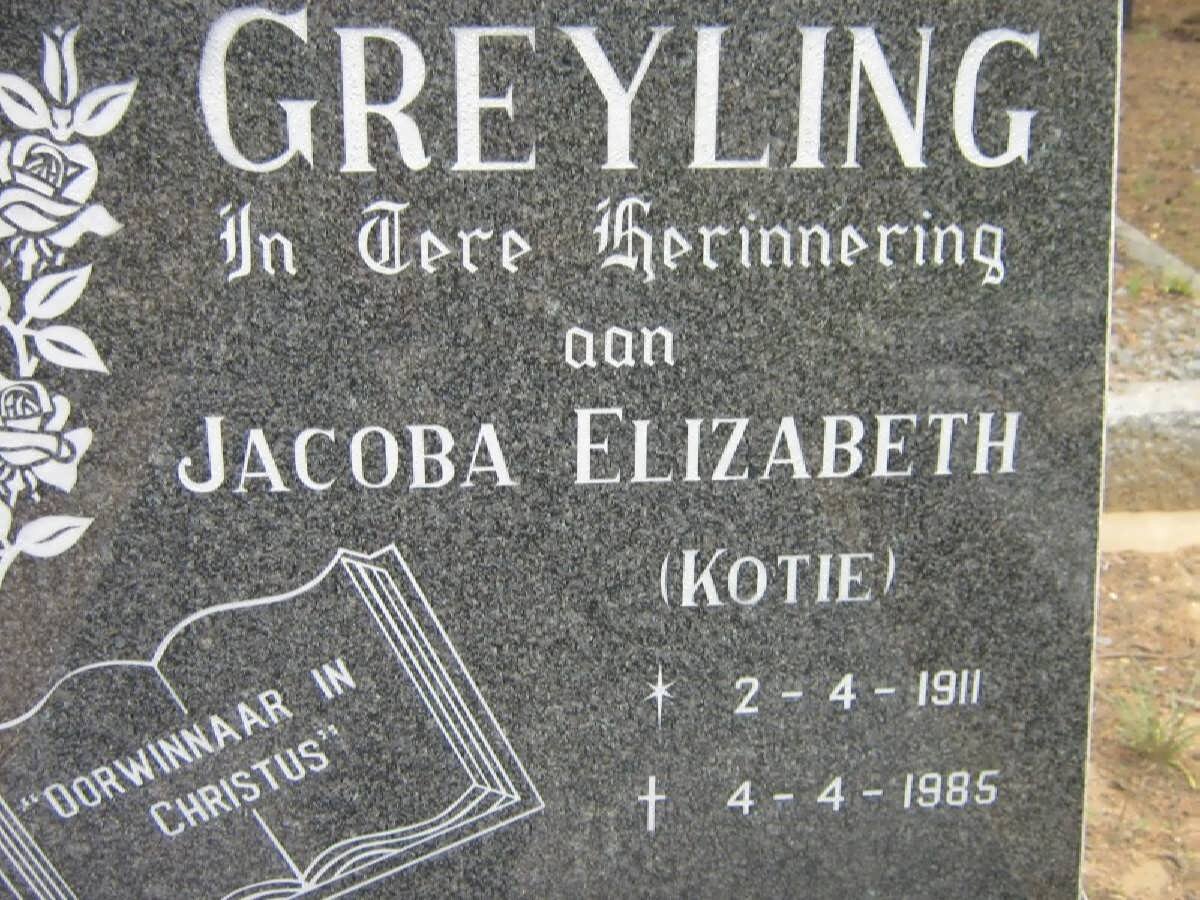 GREYLING
In Tere Herinnering
aan
JACOBA ELIZABETH
(KOTIE)
* 2 - 4 - 1911
† 4 - 4 - 1985
"OORWINNAAR IN
CHRISTUS"